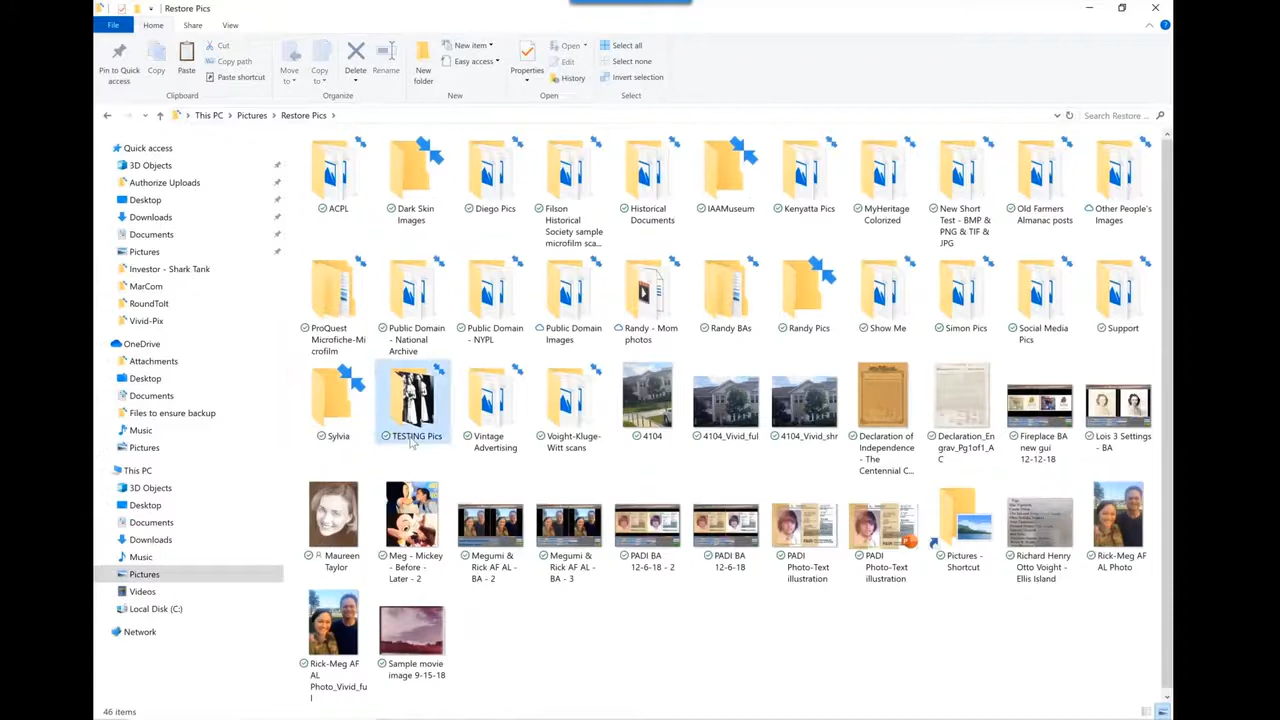 Restore Pics
File Home Share View
Pin to Quick access
Copy
Paste
Cut
Copy path
Paste shortcut
Clipboard
Move to
Copy to
Delete
Rename
Organize
New folder
New item
Easy access
New
Properties
Open
Edit
History
Open
Select all
Select none
Invert selection
Select
This PC > Pictures > Restore Pics >
Search Restore ...
Quick access
3D Objects
Authorize Uploads
Desktop
Downloads
Documents
Pictures
Investor - Shark Tank
MarCom
RoundToIt
Vivid-Pix
OneDrive
Attachments
Desktop
Documents
Files to ensure backup
Music
Pictures
This PC
3D Objects
Desktop
Documents
Downloads
Music
Pictures
Videos
Local Disk (C:)
Network
ACPL
Dark Skin Images
Diego Pics
Filson Historical Society sample microfilm sca...
Historical Documents
IAAMuseum
Kenyatta Pics
MyHeritage Colorized
New Short Test - BMP & PNG & TIF & JPG
Old Farmers Almanac posts
Other People's Images
ProQuest Microfiche-Mi crofilm
Public Domain - National Archive
Public Domain - NYPL
Public Domain Images
Randy - Mom photos
Randy BAs
Randy Pics
Show Me
Simon Pics
Social Media Pics
Support
Sylvia
TESTING Pics
Vintage Advertising
Voight-Kluge-Witt scans
4104
4104_Vivid_ful
4104_Vivid_shr
Declaration of Independence - The Centennial C...
Declaration_En grav_Pg1of1_A C
Fireplace BA new gui 12-12-18
Lois 3 Settings - BA
Maureen Taylor
Meg - Mickey - Before - Later - 2
Megumi & Rick AF AL - BA - 2
Megumi & Rick AF AL - BA - 3
PADI BA 12-6-18 - 2
PADI BA 12-6-18
PADI Photo-Text illustration
PADI Photo-Text illustration
Pictures - Shortcut
Richard Henry Otto Voight - Ellis Island
Rick-Meg AF AL Photo
Rick-Meg AF AL Photo_Vivid_fu l
Sample movie image 9-15-18
46 items